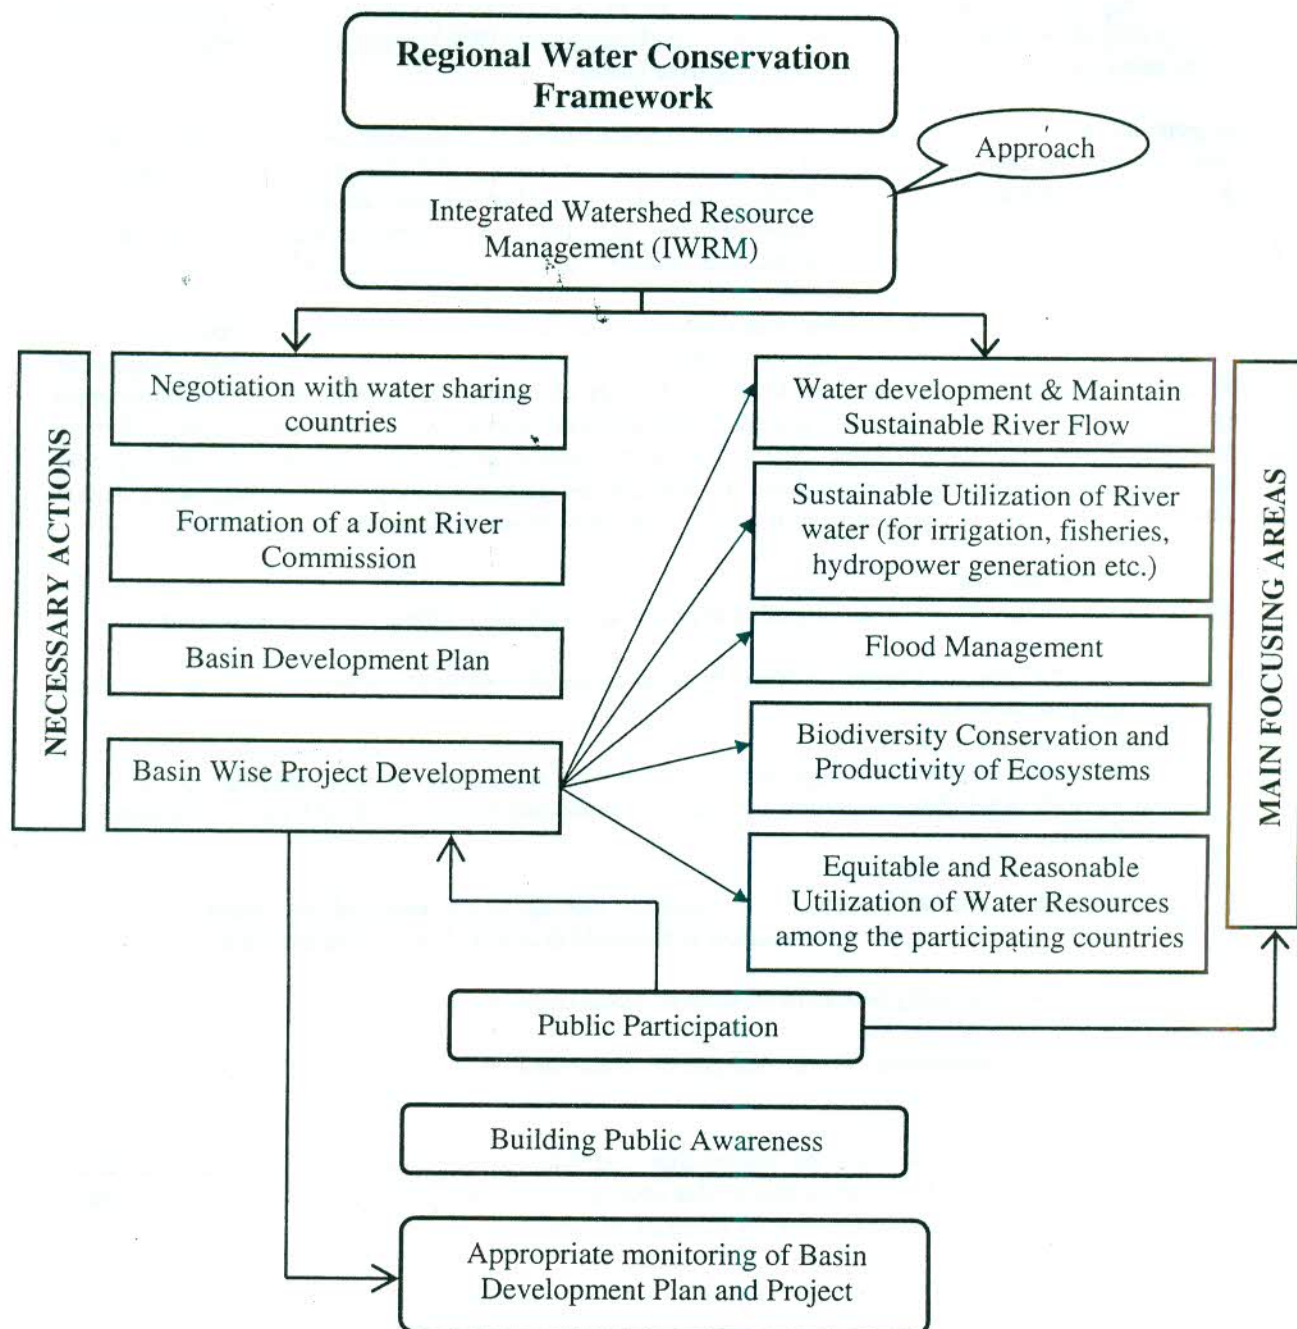 Regional Water Conservation
Framework
Approach
Integrated Watershed Resource
Management (IWRM)
NECESSARY ACTIONS
Negotiation with water sharing
countries
Formation of a Joint River
Commission
Basin Development Plan
Basin Wise Project Development
Water development & Maintain
Sustainable River Flow
Sustainable Utilization of River
water (for irrigation, fisheries,
hydropower generation etc.)
Flood Management
Biodiversity Conservation and
Productivity of Ecosystems
Equitable and Reasonable
Utilization of Water Resources
among the participating countries
MAIN FOCUSING AREAS
Public Participation
Building Public Awareness
Appropriate monitoring of Basin
Development Plan and Project